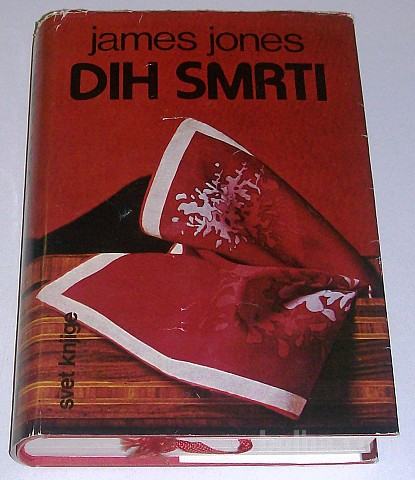 james jones
DIH SMRTI
svet knjige